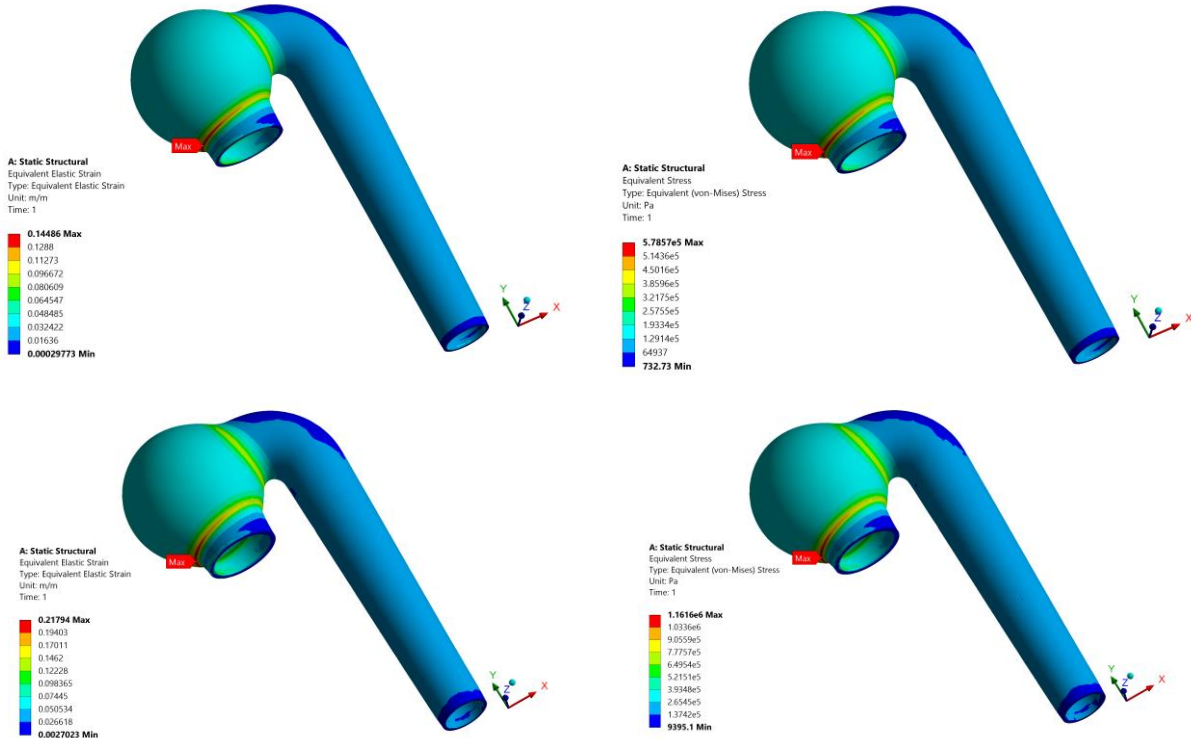 Max
A: Static Structural
Equivalent Elastic Strain
Type: Equivalent Elastic Strain
Unit: m/m
Time: 1
0.14486 Max
0.1288
0.11273
0.096672
0.080609
0.064547
0.048485
0.032422
0.01636
0.00029773 Min
Y
Z
X
Max
A: Static Structural
Equivalent Stress
Type: Equivalent (von-Mises) Stress
Unit: Pa
Time: 1
5.7857e5 Max
5.1436e5
4.5016e5
3.8596e5
3.2175e5
2.5755e5
1.9334e5
1.2914e5
64937
732.73 Min
Y
Z
X
Max
A: Static Structural
Equivalent Elastic Strain
Type: Equivalent Elastic Strain
Unit: m/m
Time: 1
0.21794 Max
0.19403
0.17011
0.1462
0.12228
0.098365
0.07445
0.050534
0.026618
0.0027023 Min
Y
Z
X
Max
A: Static Structural
Equivalent Stress
Type: Equivalent (von-Mises) Stress
Unit: Pa
Time: 1
1.1616e6 Max
1.0336e6
9.0559e5
7.7757e5
6.4954e5
5.2151e5
3.9348e5
2.6545e5
1.3742e5
9395.1 Min
Y
Z
X